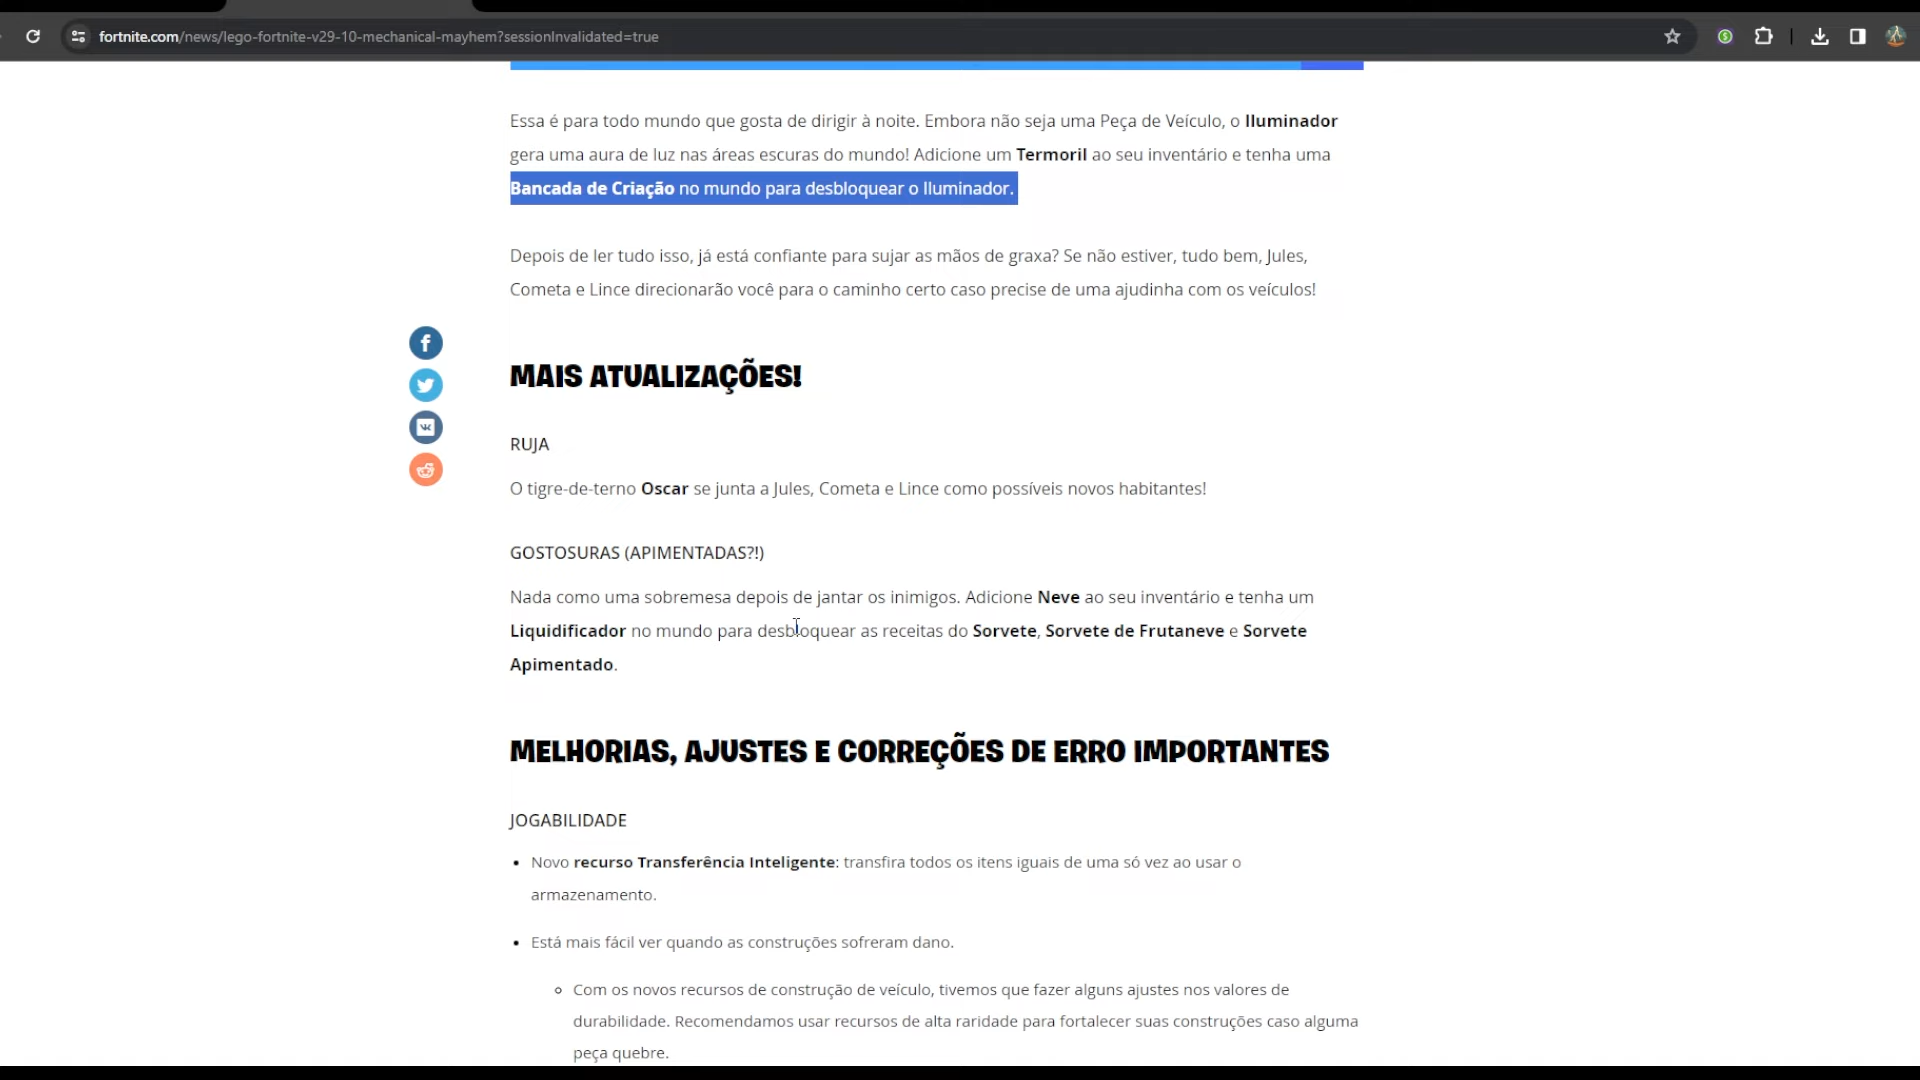 fortnite.com/news/lego-fortnite-v29-10-mechanical-mayhem?sessionInvalidated=true
Essa é para todo mundo que gosta de dirigir à noite. Embora não seja uma Peça de Veículo, o Iluminador
gera uma aura de luz nas áreas escuras do mundo! Adicione um Termoril ao seu inventário e tenha uma
Bancada de Criação no mundo para desbloquear o Iluminador.
Depois de ler tudo isso, já está confiante para sujar as mãos de graxa? Se não estiver, tudo bem, Jules,
Cometa e Lince direcionarão você para o caminho certo caso precise de uma ajudinha com os veículos!
MAIS ATUALIZAÇÕES!
RUJA
O tigre-de-terno Oscar se junta a Jules, Cometa e Lince como possíveis novos habitantes!
GOSTOSURAS (APIMENTADAS?!)
Nada como uma sobremesa depois de jantar os inimigos. Adicione Neve ao seu inventário e tenha um
Liquidificador no mundo para desbloquear as receitas do Sorvete, Sorvete de Frutaneve e Sorvete
Apimentado.
MELHORIAS, AJUSTES E CORREÇÕES DE ERRO IMPORTANTES
JOGABILIDADE
• Novo recurso Transferência Inteligente: transfira todos os itens iguais de uma só vez ao usar o
armazenamento.
• Está mais fácil ver quando as construções sofreram dano.
◦ Com os novos recursos de construção de veículo, tivemos que fazer alguns ajustes nos valores de
durabilidade. Recomendamos usar recursos de alta raridade para fortalecer suas construções caso alguma
peça quebre.